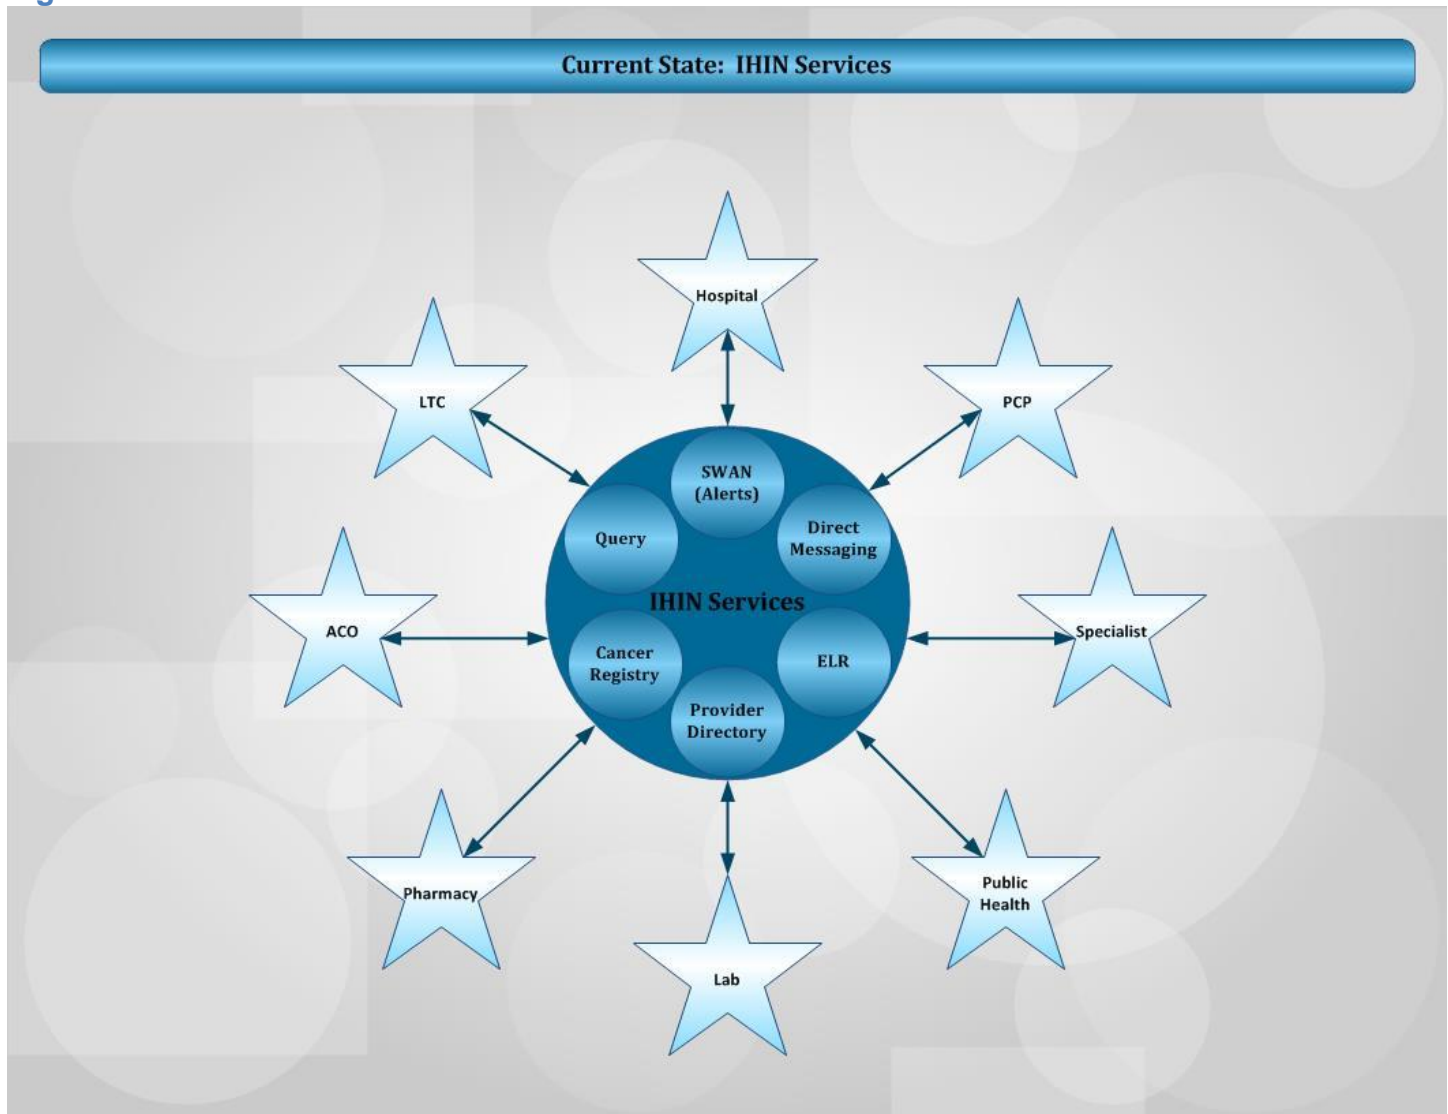 Current State: IHIN Services
Hospital
LTC
PCP
SWAN
(Alerts)
Query
Direct
Messaging
IHIN Services
ACO
Specialist
Cancer
Registry
ELR
Provider
Directory
Pharmacy
Public
Health
Lab